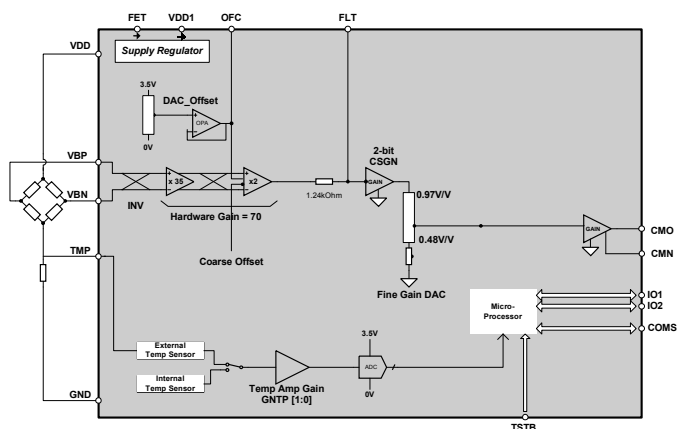 FET VDD1 OFC FLT
VDD
Supply Regulator
3.5V
DAC_Offset
OPA
0V
2-bit
CSGN
VBP
x 35
x2
GAIN
1.24kOhm
0.97V/V
VBN
INV
Hardware Gain = 70
GAIN
CMO
0.48V/V
TMP
CMN
Coarse Offset
Fine Gain DAC
Micro-
Processor
IO1
IO2
COMS
3.5V
External
Temp Sensor
ADC
Internal
Temp Sensor
Temp Amp Gain
GNTP [1:0]
0V
GND
TSTB